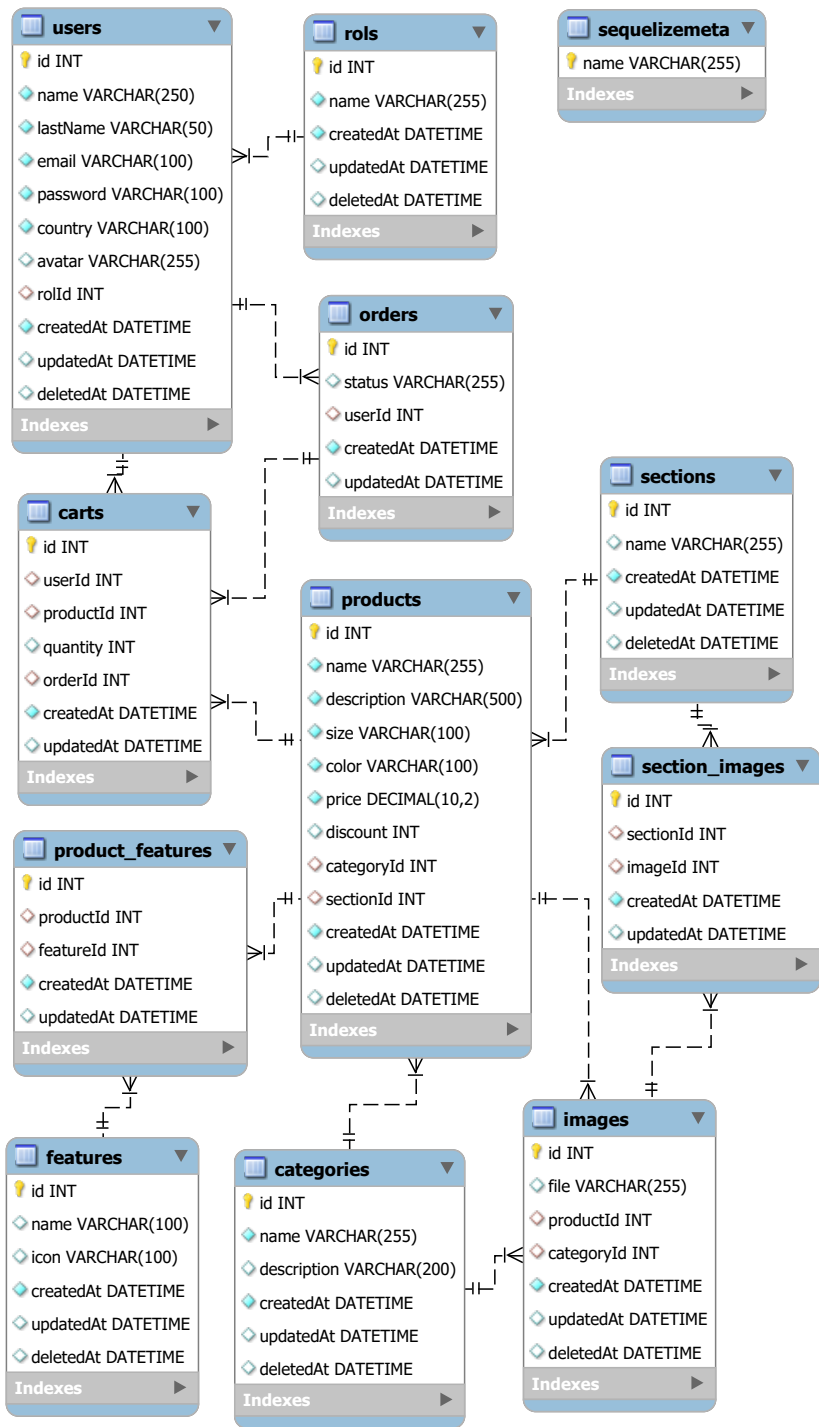 users
id INT
name VARCHAR(250)
lastName VARCHAR(50)
email VARCHAR(100)
password VARCHAR(100)
country VARCHAR(100)
avatar VARCHAR(255)
rolId INT
createdAt DATETIME
updatedAt DATETIME
deletedAt DATETIME
Indexes
rols
id INT
name VARCHAR(255)
createdAt DATETIME
updatedAt DATETIME
deletedAt DATETIME
Indexes
sequelizemeta
name VARCHAR(255)
Indexes
orders
id INT
status VARCHAR(255)
userId INT
createdAt DATETIME
updatedAt DATETIME
Indexes
carts
id INT
userId INT
productId INT
quantity INT
orderId INT
createdAt DATETIME
updatedAt DATETIME
Indexes
products
id INT
name VARCHAR(255)
description VARCHAR(500)
size VARCHAR(100)
color VARCHAR(100)
price DECIMAL(10,2)
discount INT
categoryId INT
sectionId INT
createdAt DATETIME
updatedAt DATETIME
deletedAt DATETIME
Indexes
sections
id INT
name VARCHAR(255)
createdAt DATETIME
updatedAt DATETIME
deletedAt DATETIME
Indexes
section_images
id INT
sectionId INT
imageId INT
createdAt DATETIME
updatedAt DATETIME
Indexes
product_features
id INT
productId INT
featureId INT
createdAt DATETIME
updatedAt DATETIME
Indexes
features
id INT
name VARCHAR(100)
icon VARCHAR(100)
createdAt DATETIME
updatedAt DATETIME
deletedAt DATETIME
Indexes
categories
id INT
name VARCHAR(255)
description VARCHAR(200)
createdAt DATETIME
updatedAt DATETIME
deletedAt DATETIME
Indexes
images
id INT
file VARCHAR(255)
productId INT
categoryId INT
createdAt DATETIME
updatedAt DATETIME
deletedAt DATETIME
Indexes